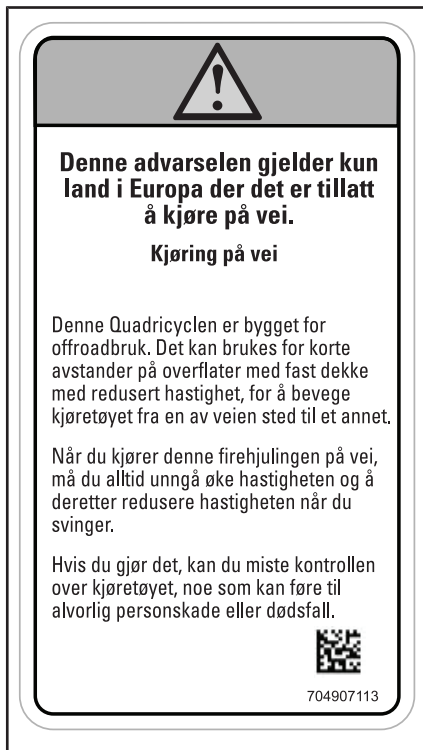 Denne advarselen gjelder kun
land i Europa der det er tillatt
å kjøre på vei.
Kjøring på vei
Denne Quadricyclen er bygget for
offroadbruk. Det kan brukes for korte
avstander på overflater med fast dekke
med redusert hastighet, for å bevege
kjøretøyet fra en av veien sted til et annet.
Når du kjører denne firehjulingen på vei,
må du alltid unngå øke hastigheten og å
deretter redusere hastigheten når du
svinger.
Hvis du gjør det, kan du miste kontrollen
over kjøretøyet, noe som kan føre til
alvorlig personskade eller dødsfall.
704907113